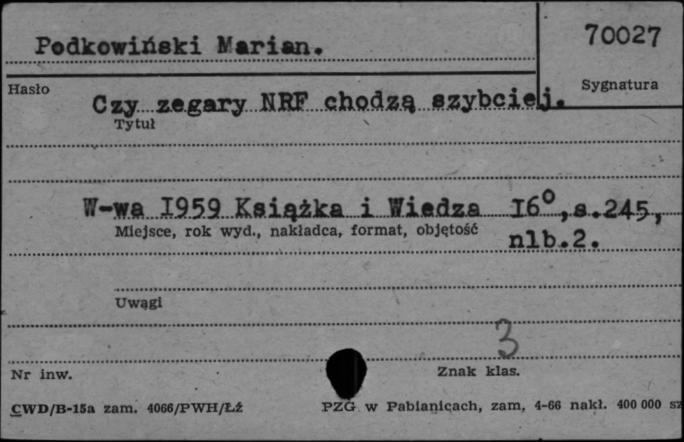 Podkowiński Marian.
70027
Hasło
Sygnatura
Czy zegary NRF chodzą szybciej.
Tytuł
W-wa 1959 Książka i Wiedza 16°,s.245,
Miejsce, rok wyd., nakładca, format, objętość
nlb.2.
Uwagi
3
Nr inw.
Znak klas.
CWD/B-15a zam. 4066/PWH/Łź
PZG w Pabianicach, zam. 4-66 nakł. 400 000 sz